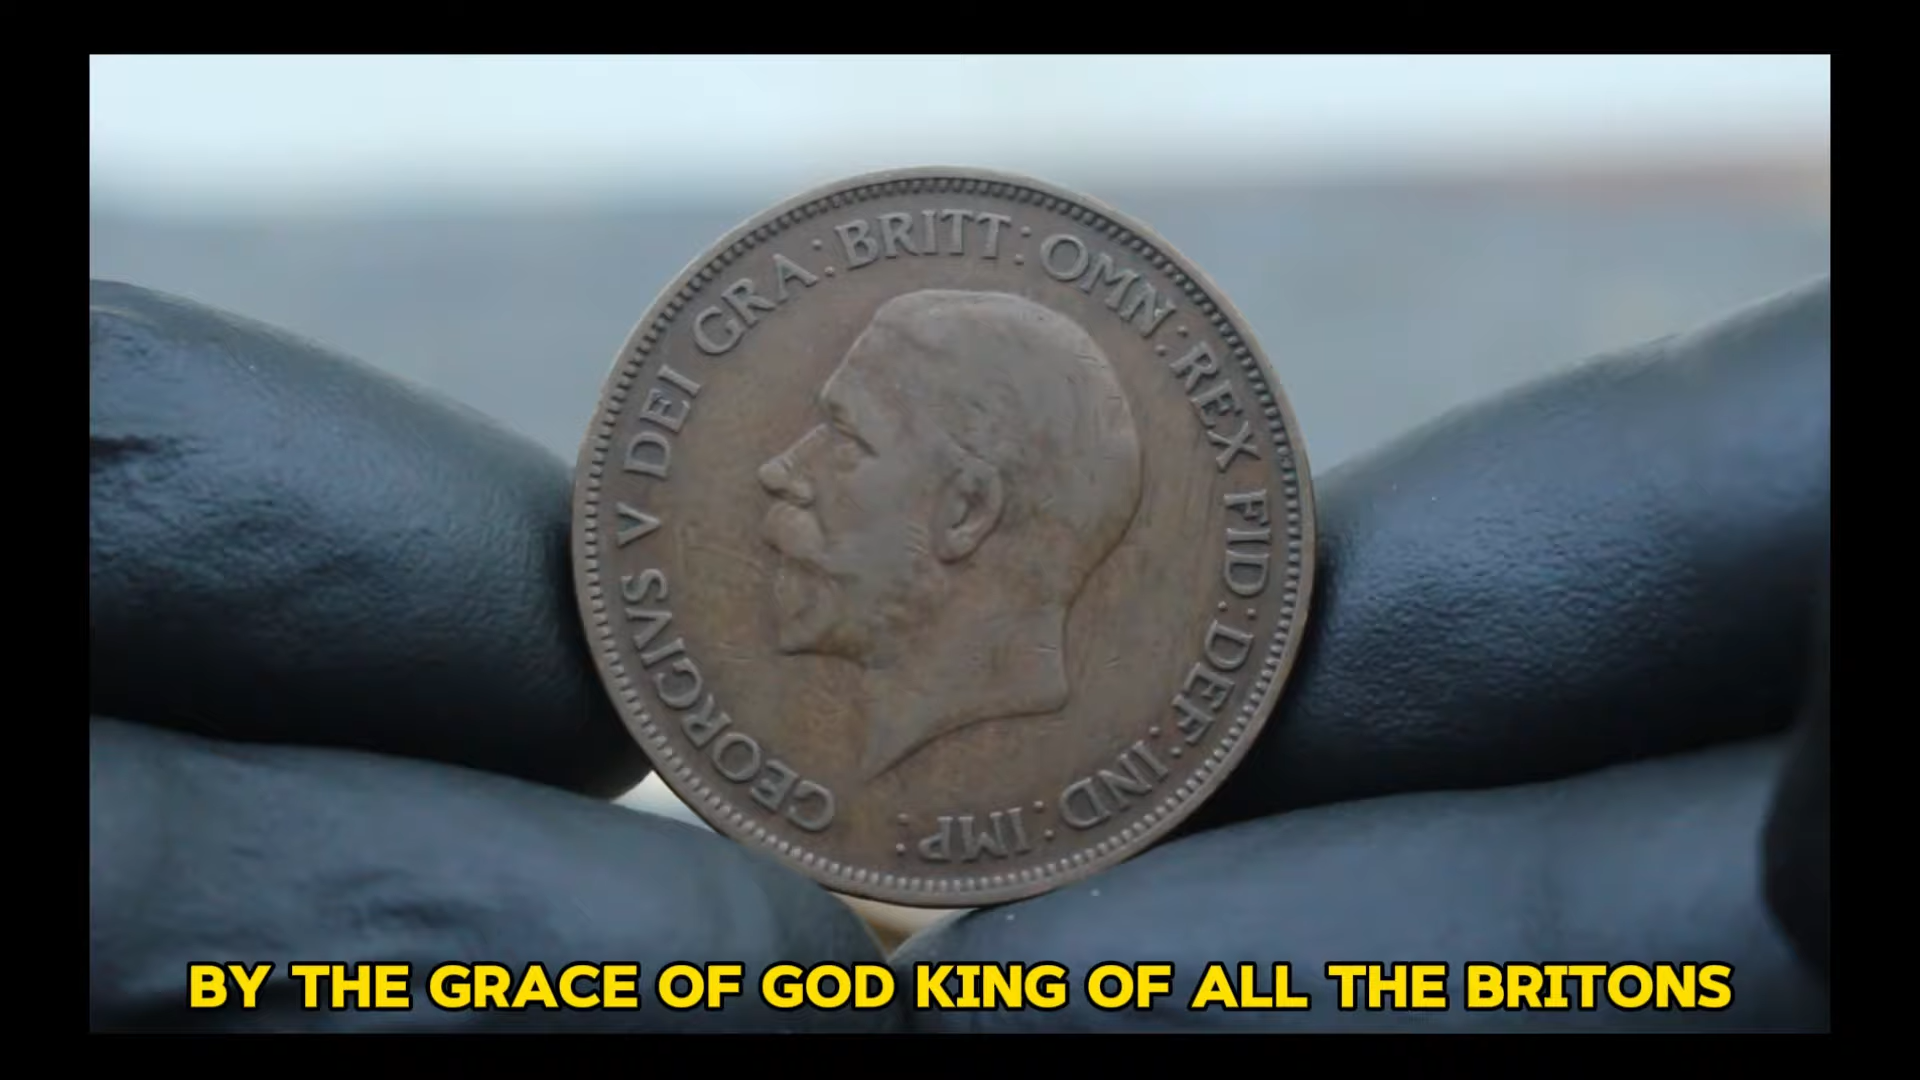 GEORGIVS V DEI GRA: BRITT: OMN: REX FID: DEF: IND: IMP:
BY THE GRACE OF GOD KING OF ALL THE BRITONS